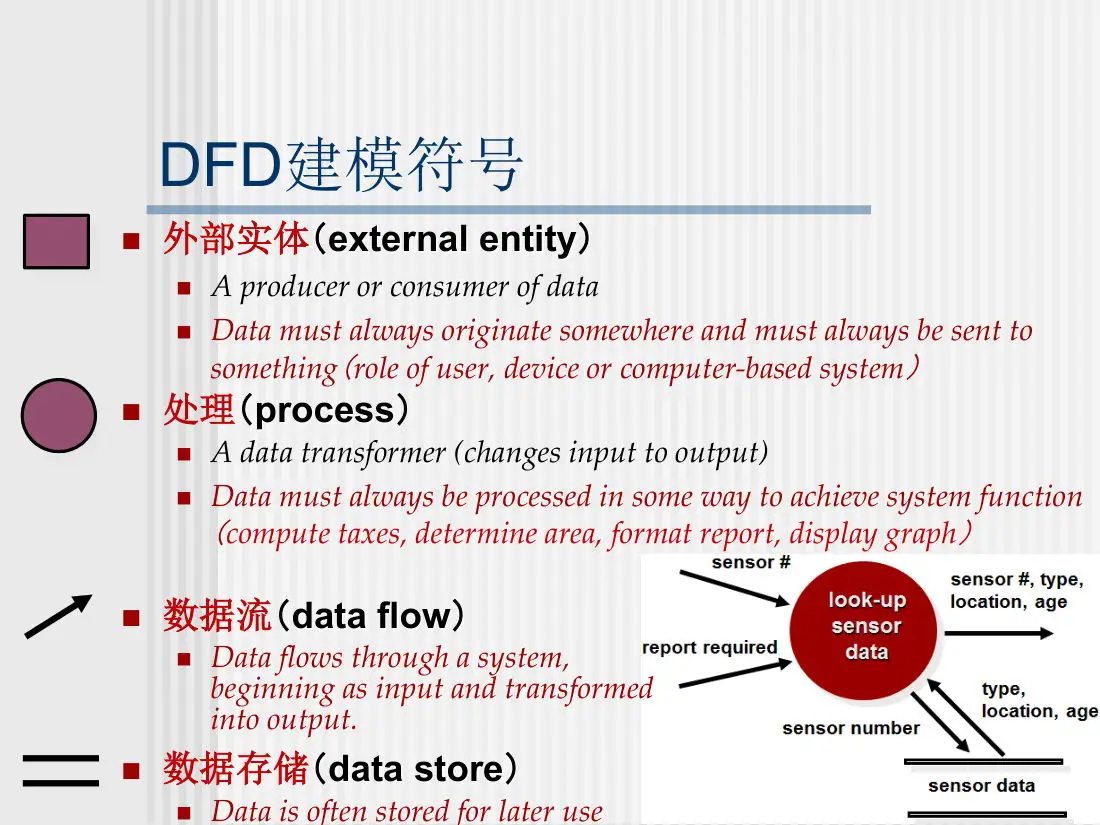 DFD建模符号
外部实体（external entity）
A producer or consumer of data
Data must always originate somewhere and must always be sent to
something（role of user, device or computer-based system）
处理（process）
A data transformer (changes input to output)
Data must always be processed in some way to achieve system function
（compute taxes, determine area, format report, display graph）
数据流（data flow）
Data flows through a system,
beginning as input and transformed
into output.
数据存储（data store）
Data is often stored for later use
sensor #
report required
look-up
sensor
data
sensor #, type,
location, age
type,
location, age
sensor number
sensor data